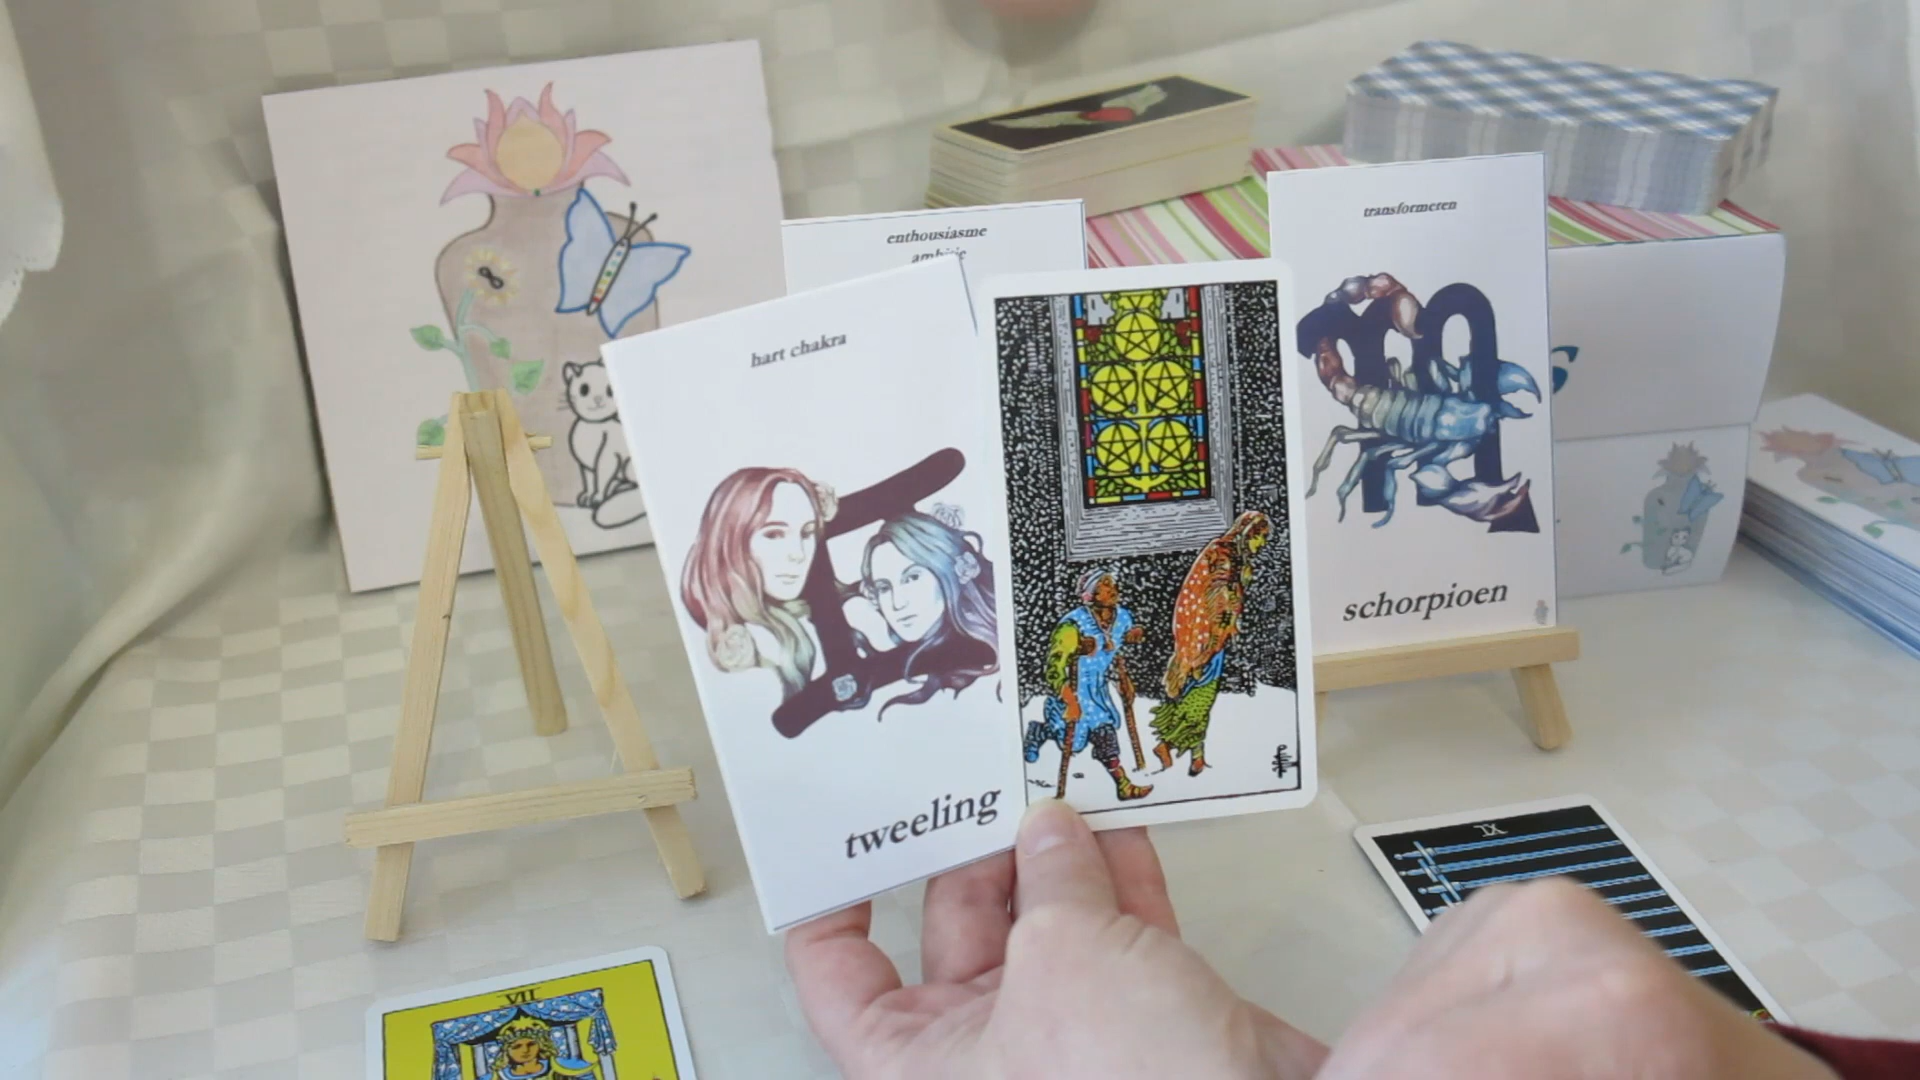 enthousiasme
ambitie
transformeren
hart chakra
schorpioen
tweeling
IX
VII